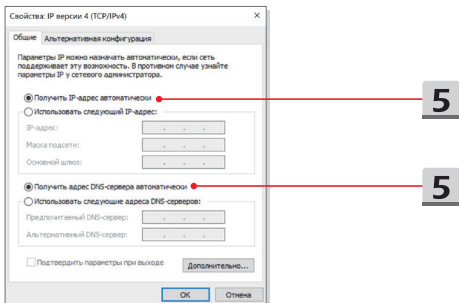 Свойства: IP версии 4 (TCP/IPv4)
Общие Альтернативная конфигурация
Параметры IP можно назначать автоматически, если сеть
поддерживает эту возможность. В противном случае узнайте
параметры IP у сетевого администратора.
Получить IP-адрес автоматически
5
Использовать следующий IP-адрес:
IP-адрес:
Маска подсети:
Основной шлюз:
Получить адрес DNS-сервера автоматически
5
Использовать следующие адреса DNS-серверов:
Предпочитаемый DNS-сервер:
Альтернативный DNS-сервер:
Подтвердить параметры при выходе
Дополнительно...
ОК Отмена